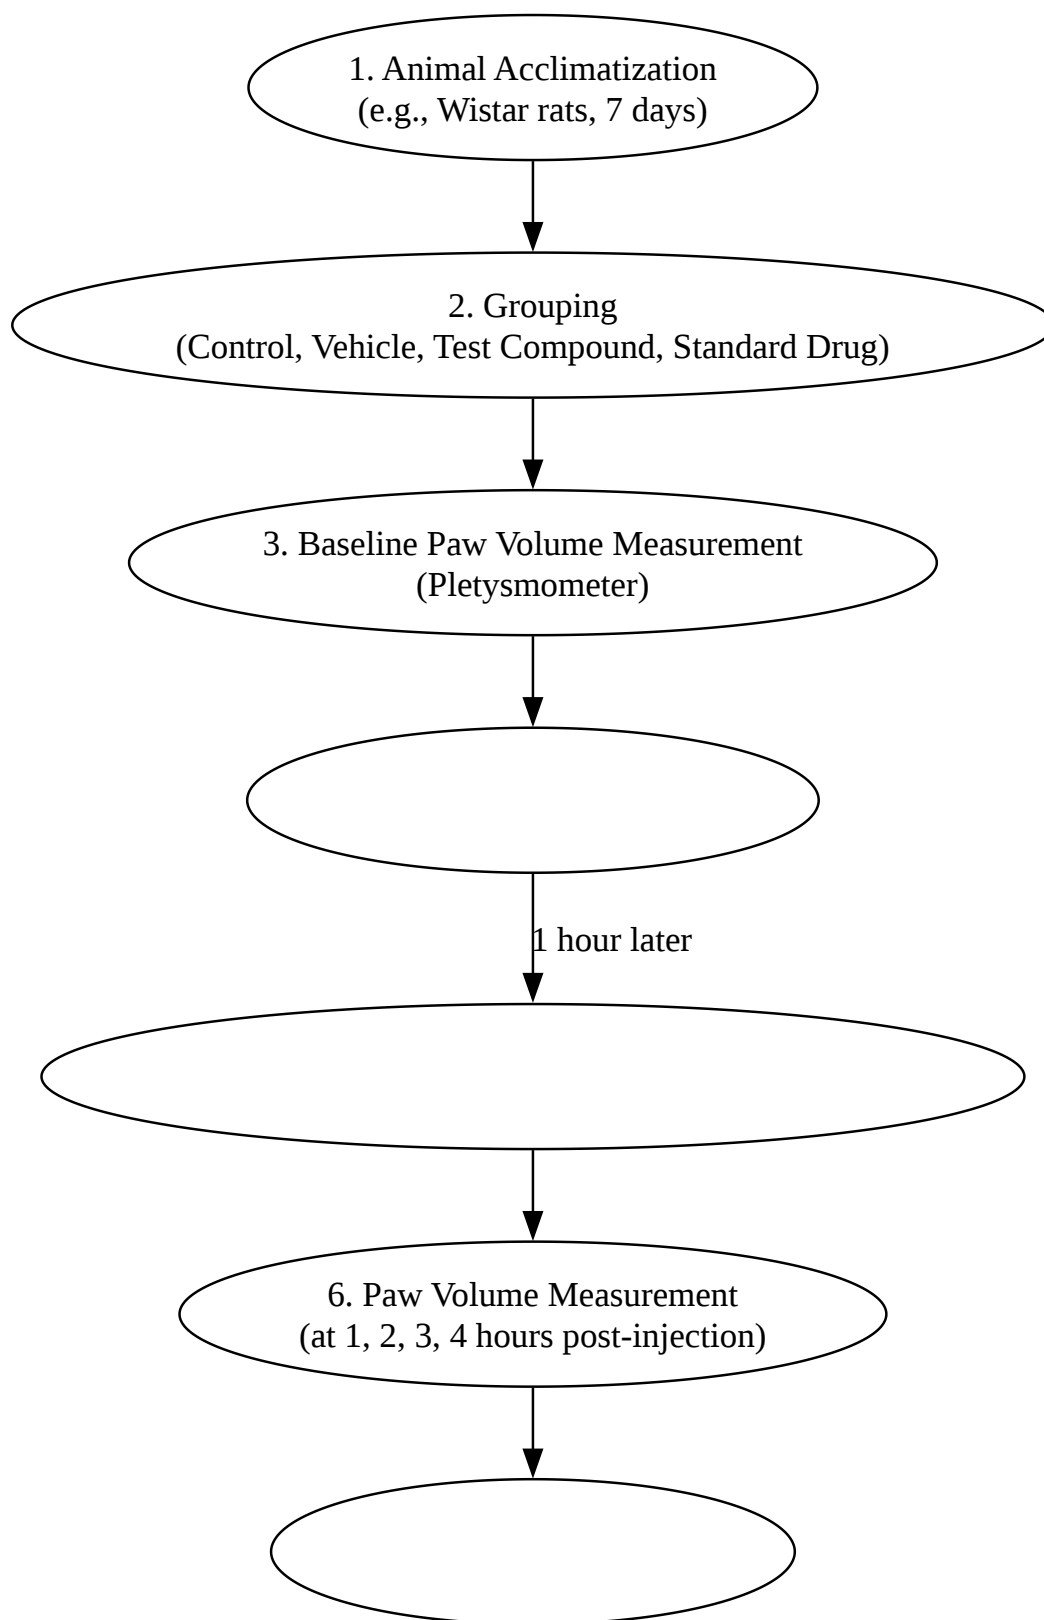 1. Animal Acclimatization
(e.g., Wistar rats, 7 days)
2. Grouping
(Control, Vehicle, Test Compound, Standard Drug)
3. Baseline Paw Volume Measurement
(Pletysmometer)
1 hour later
6. Paw Volume Measurement
(at 1, 2, 3, 4 hours post-injection)